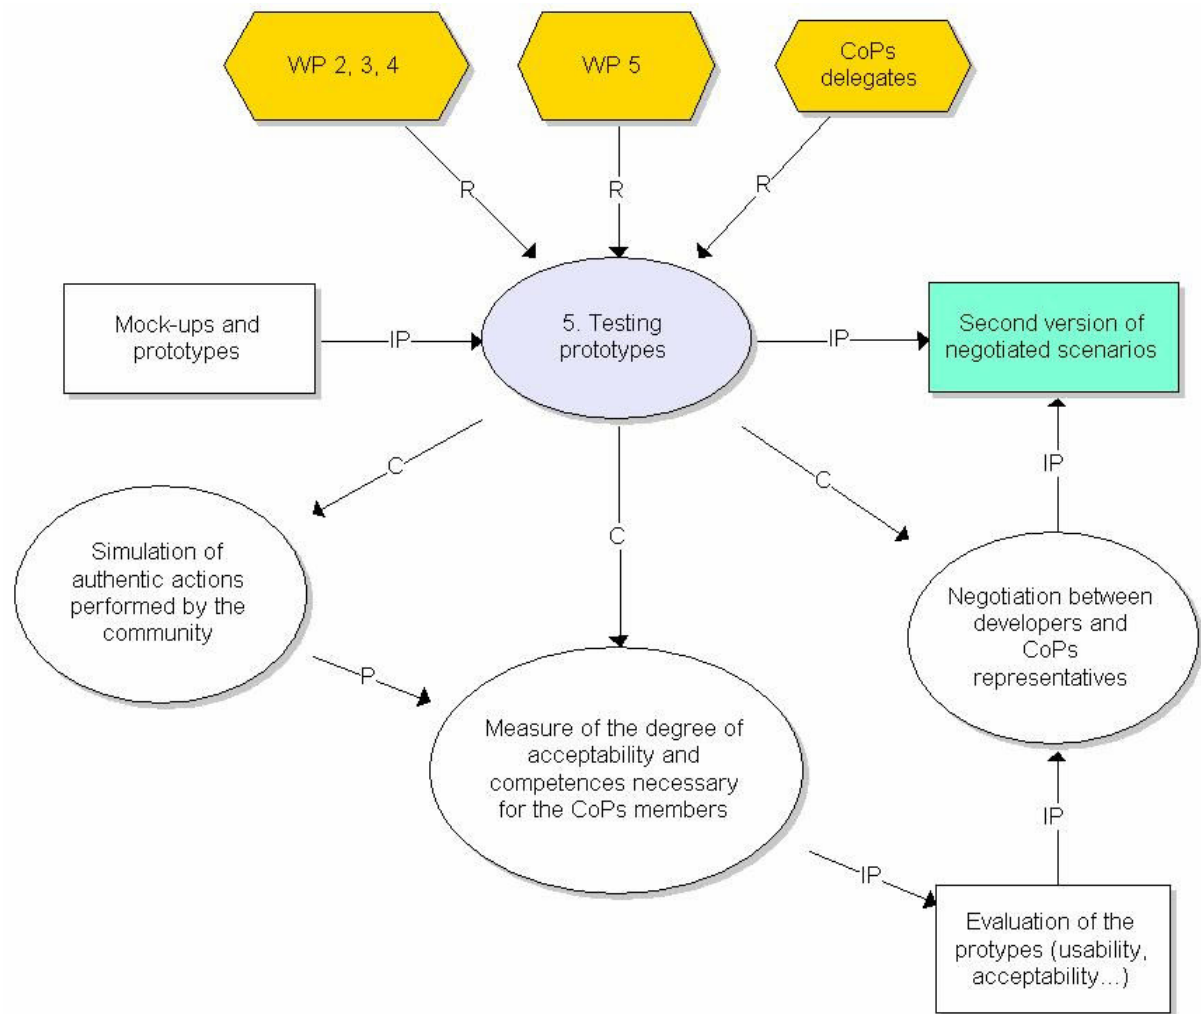 WP 2, 3, 4
WP 5
CoPs
delegates
R
R
R
Mock-ups and
prototypes
IP
5. Testing
prototypes
IP
Second version of
negotiated scenarios
C
C
C
IP
Simulation of
authentic actions
performed by the
community
Negotiation between
developers and
CoPs
representatives
P
Measure of the degree of
acceptability and
competences necessary
for the CoPs members
IP
IP
Evaluation of the
protypes (usability,
acceptability...)